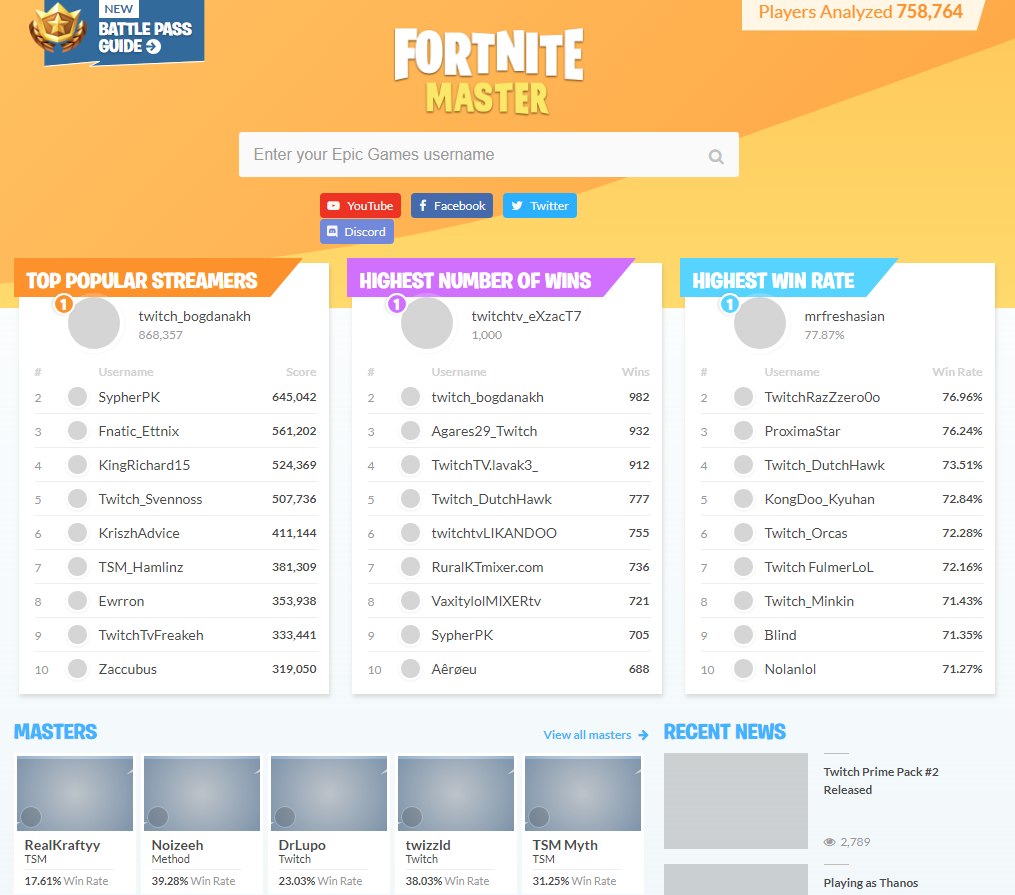 NEW
BATTLE PASS
GUIDE
Players Analyzed 758,764
FORTNITE
MASTER
Enter your Epic Games username
YouTube Facebook Twitter
Discord
TOP POPULAR STREAMERS
1
twitch_bogdanakh
868,357
# Username Score
2 SypherPK 645,042
3 Fnatic_Ettnix 561,202
4 KingRichard15 524,369
5 Twitch_Svennoss 507,736
6 KriszhAdvice 411,144
7 TSM_Hamlinz 381,309
8 Ewrron 353,938
9 TwitchTvFreakeh 333,441
10 Zaccubus 319,050
HIGHEST NUMBER OF WINS
1
twitchtv_eXzacT7
1,000
# Username Wins
2 twitch_bogdanakh 982
3 Agares29_Twitch 932
4 TwitchTV.lavak3_ 912
5 Twitch_DutchHawk 777
6 twitchtvLIKANDOO 755
7 RuralKTmixer.com 736
8 VaxitylolMIXERtv 721
9 SypherPK 705
10 Aêrøeu 688
HIGHEST WIN RATE
1
mrfreshasian
77.87%
# Username Win Rate
2 TwitchRazZzero0o 76.96%
3 ProximaStar 76.24%
4 Twitch_DutchHawk 73.51%
5 KongDoo_Kyuhan 72.84%
6 Twitch_Orcas 72.28%
7 Twitch FulmerLoL 72.16%
8 Twitch_Minkin 71.43%
9 Blind 71.35%
10 Nolanlol 71.27%
MASTERS
View all masters
RealKraftyy
TSM
17.61% Win Rate
Noizeeh
Method
39.28% Win Rate
DrLupo
Twitch
23.03% Win Rate
twizzld
Twitch
38.03% Win Rate
TSM Myth
TSM
31.25% Win Rate
RECENT NEWS
Twitch Prime Pack #2
Released
2,789
Playing as Thanos